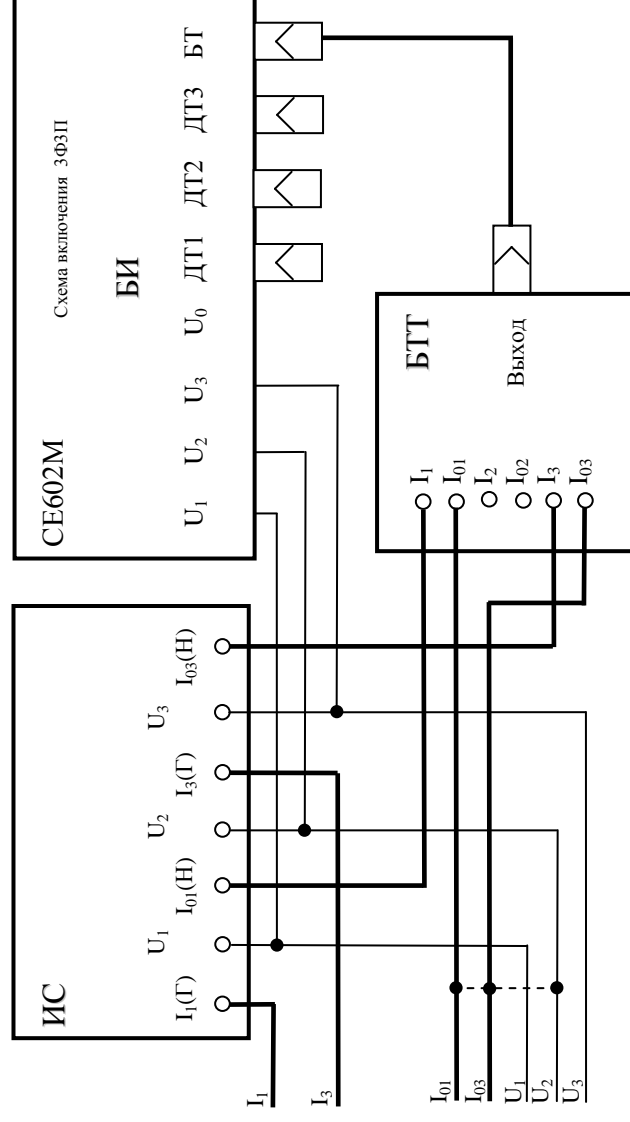 Схема включения 3Ф3П
СЕ602М
БИ
U₁ U₂ U₃ U₀ ДТ1 ДТ2 ДТ3 БТ
ИС
I₁(Г) U₁ I₀₁(Н) U₂ I₃(Г) U₃ I₀₃(Н)
БТТ
Выход
I₁
I₀₁
I₂
I₀₂
I₃
I₀₃
I₁
I₃
I₀₁
I₀₃
U₁
U₂
U₃